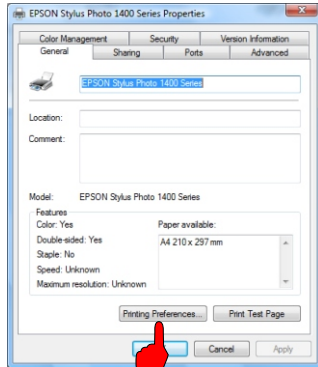 EPSON Stylus Photo 1400 Series Properties
Color Management Security Version Information
General Sharing Ports Advanced
EPSON Stylus Photo 1400 Series
Location:
Comment:
Model: EPSON Stylus Photo 1400 Series
Features
Color: Yes Paper available:
Double-sided: Yes A4 210 x 297 mm
Staple: No
Speed: Unknown
Maximum resolution: Unknown
Printing Preferences... Print Test Page
Cancel Apply